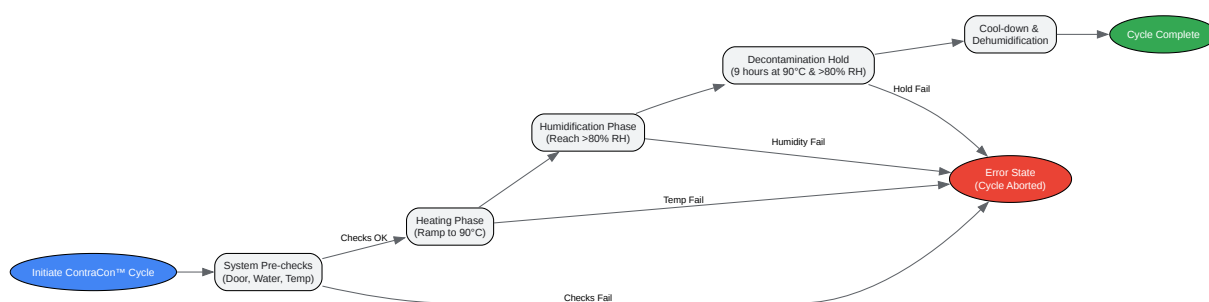 Cool-down &
Dehumidification
Cycle Complete
Decontamination Hold
(9 hours at 90°C & >80% RH)
Hold Fail
Humidification Phase
(Reach >80% RH)
Humidity Fail
Error State
(Cycle Aborted)
Temp Fail
Heating Phase
(Ramp to 90°C)
Checks OK
Initiate ContraCon™ Cycle
System Pre-checks
(Door, Water, Temp)
Checks Fail